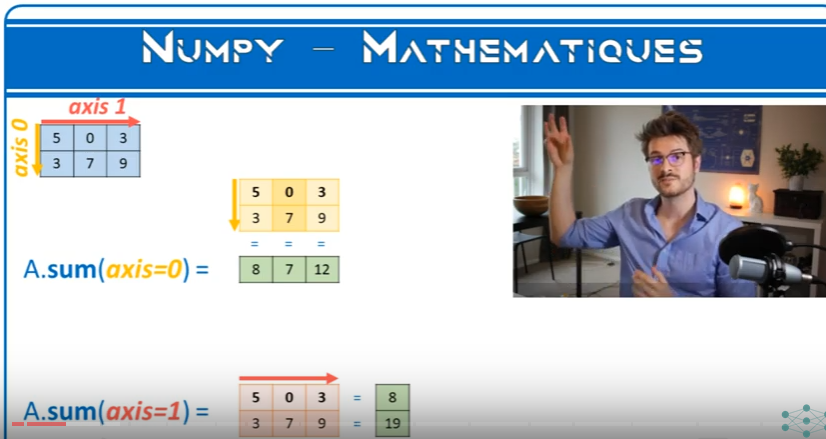 NUMPY – MATHEMATIQUES
axis 1
axis 0
5 0 3
3 7 9
5 0 3
3 7 9
= = =
A.sum(axis=0) = 8 7 12
5 0 3 = 8
A.sum(axis=1) =
3 7 9 = 19